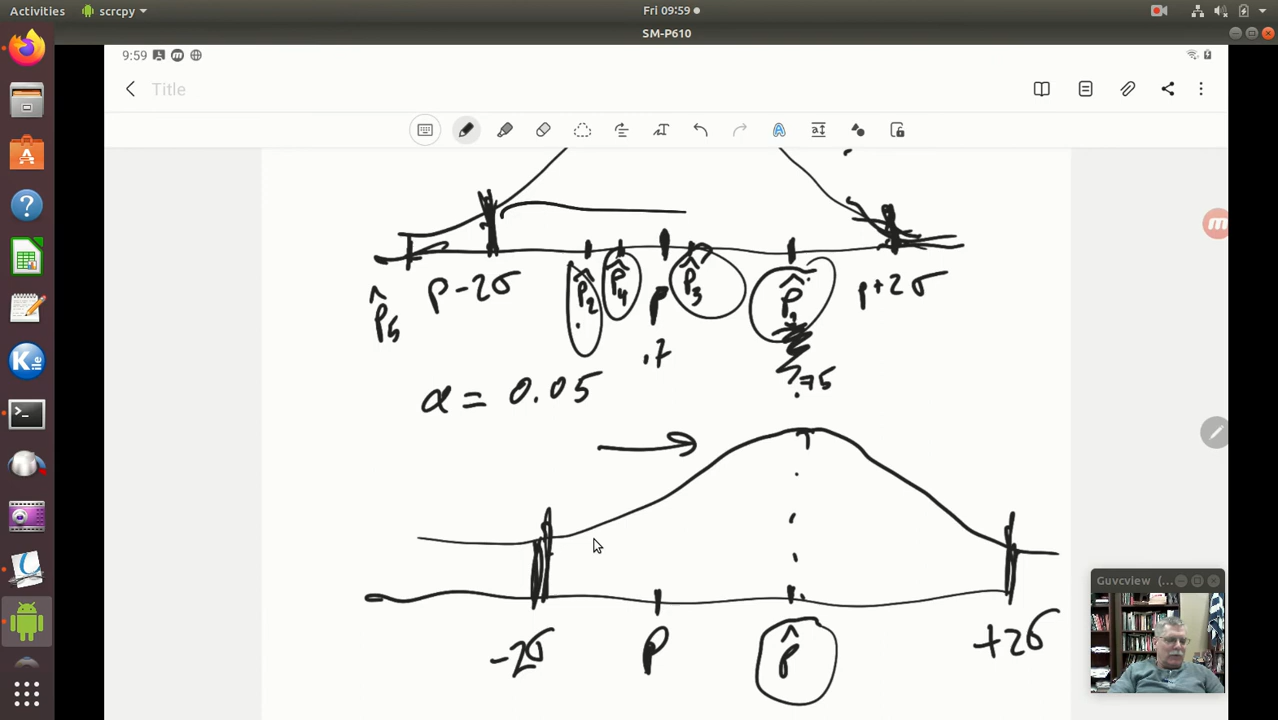 Activities scrcpy Fri 09:59
SM-P610
9:59
Title
p̂₅ p-2σ p̂₂ p̂₄ p p̂₃ p̂₁ p+2σ
.7 .75
α = 0.05
-2σ p p̂ +2σ
Guvcview (...